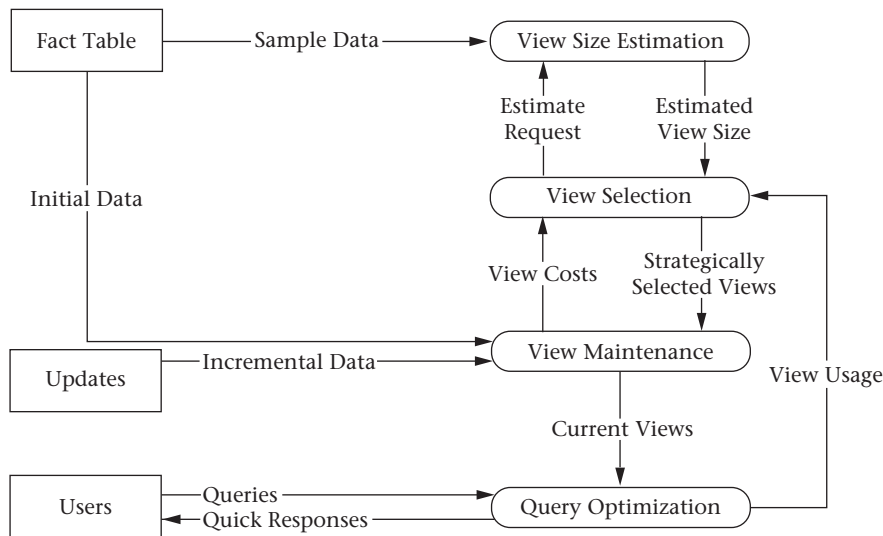 Fact Table
Sample Data
View Size Estimation
Estimate
Request
Estimated
View Size
Initial Data
View Selection
View Costs
Strategically
Selected Views
View Maintenance
Updates
Incremental Data
View Usage
Current Views
Users
Queries
Quick Responses
Query Optimization